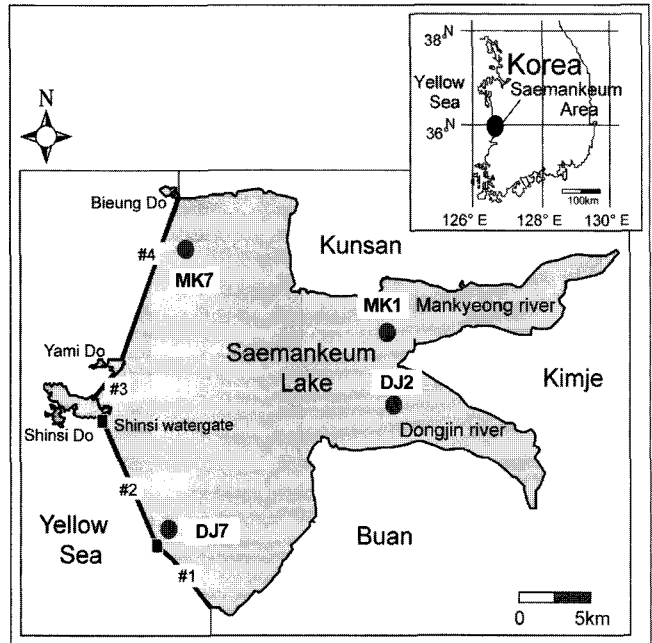 38°N
Korea
Yellow
Sea
Saemankeum
Area
36°N
100km
126°E
128°E
130°E
N
Bieung Do
Kunsan
#4
MK7
MK1
Mankyeong river
Yami Do
Saemankeum
Lake
Kimje
#3
DJ2
Shinsi Do
Shinsi watergate
Dongjin river
#2
Yellow
Sea
DJ7
Buan
#1
0
5km